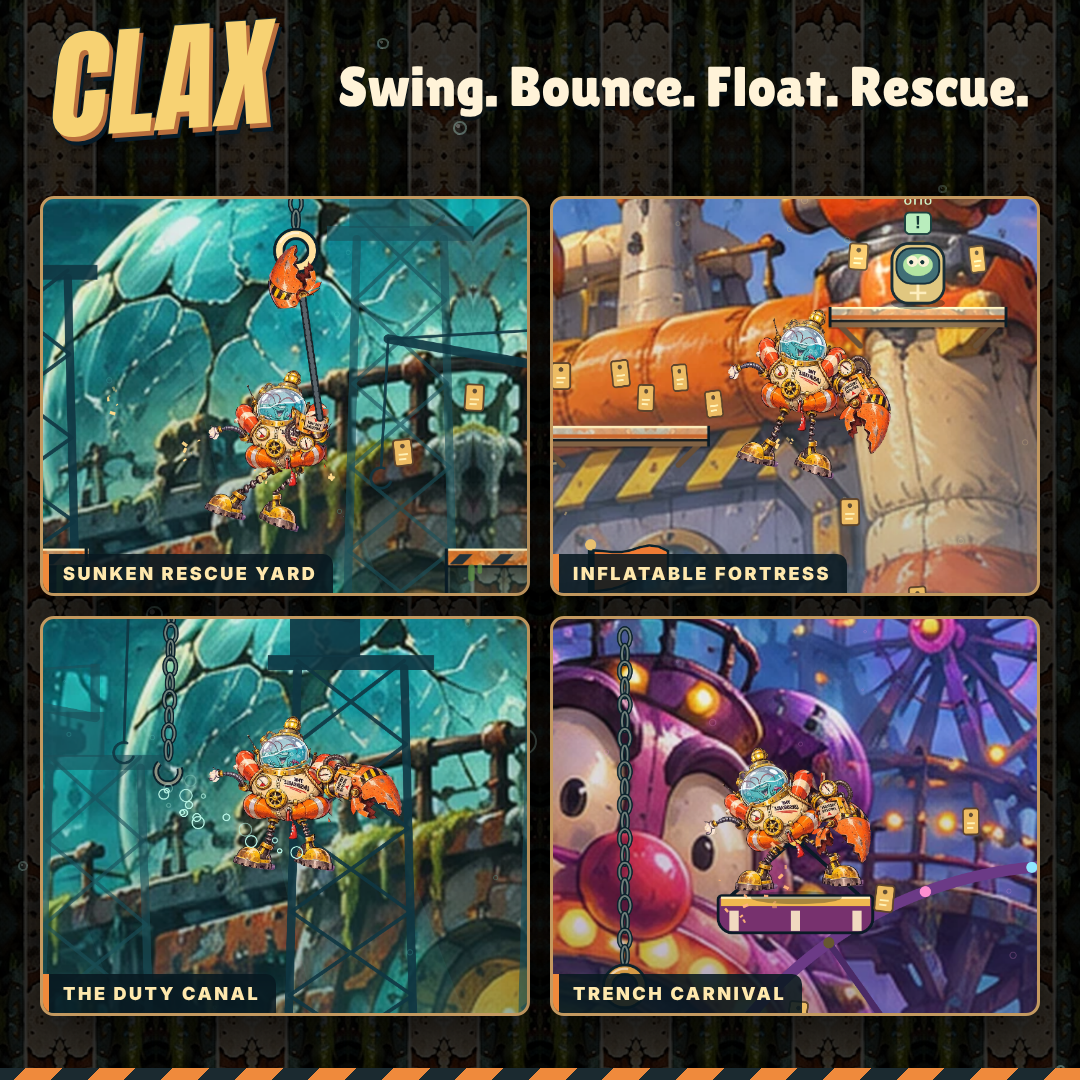 CLAX
Swing. Bounce. Float. Rescue.
SUNKEN RESCUE YARD
!
INFLATABLE FORTRESS
THE DUTY CANAL
TRENCH CARNIVAL